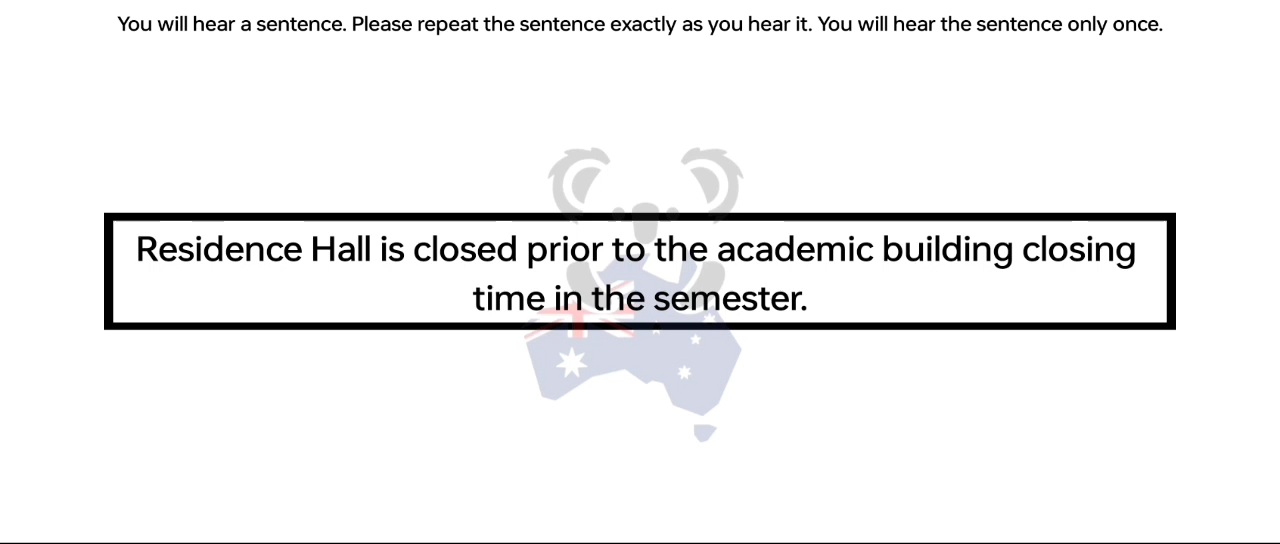 You will hear a sentence. Please repeat the sentence exactly as you hear it. You will hear the sentence only once.
Residence Hall is closed prior to the academic building closing
time in the semester.